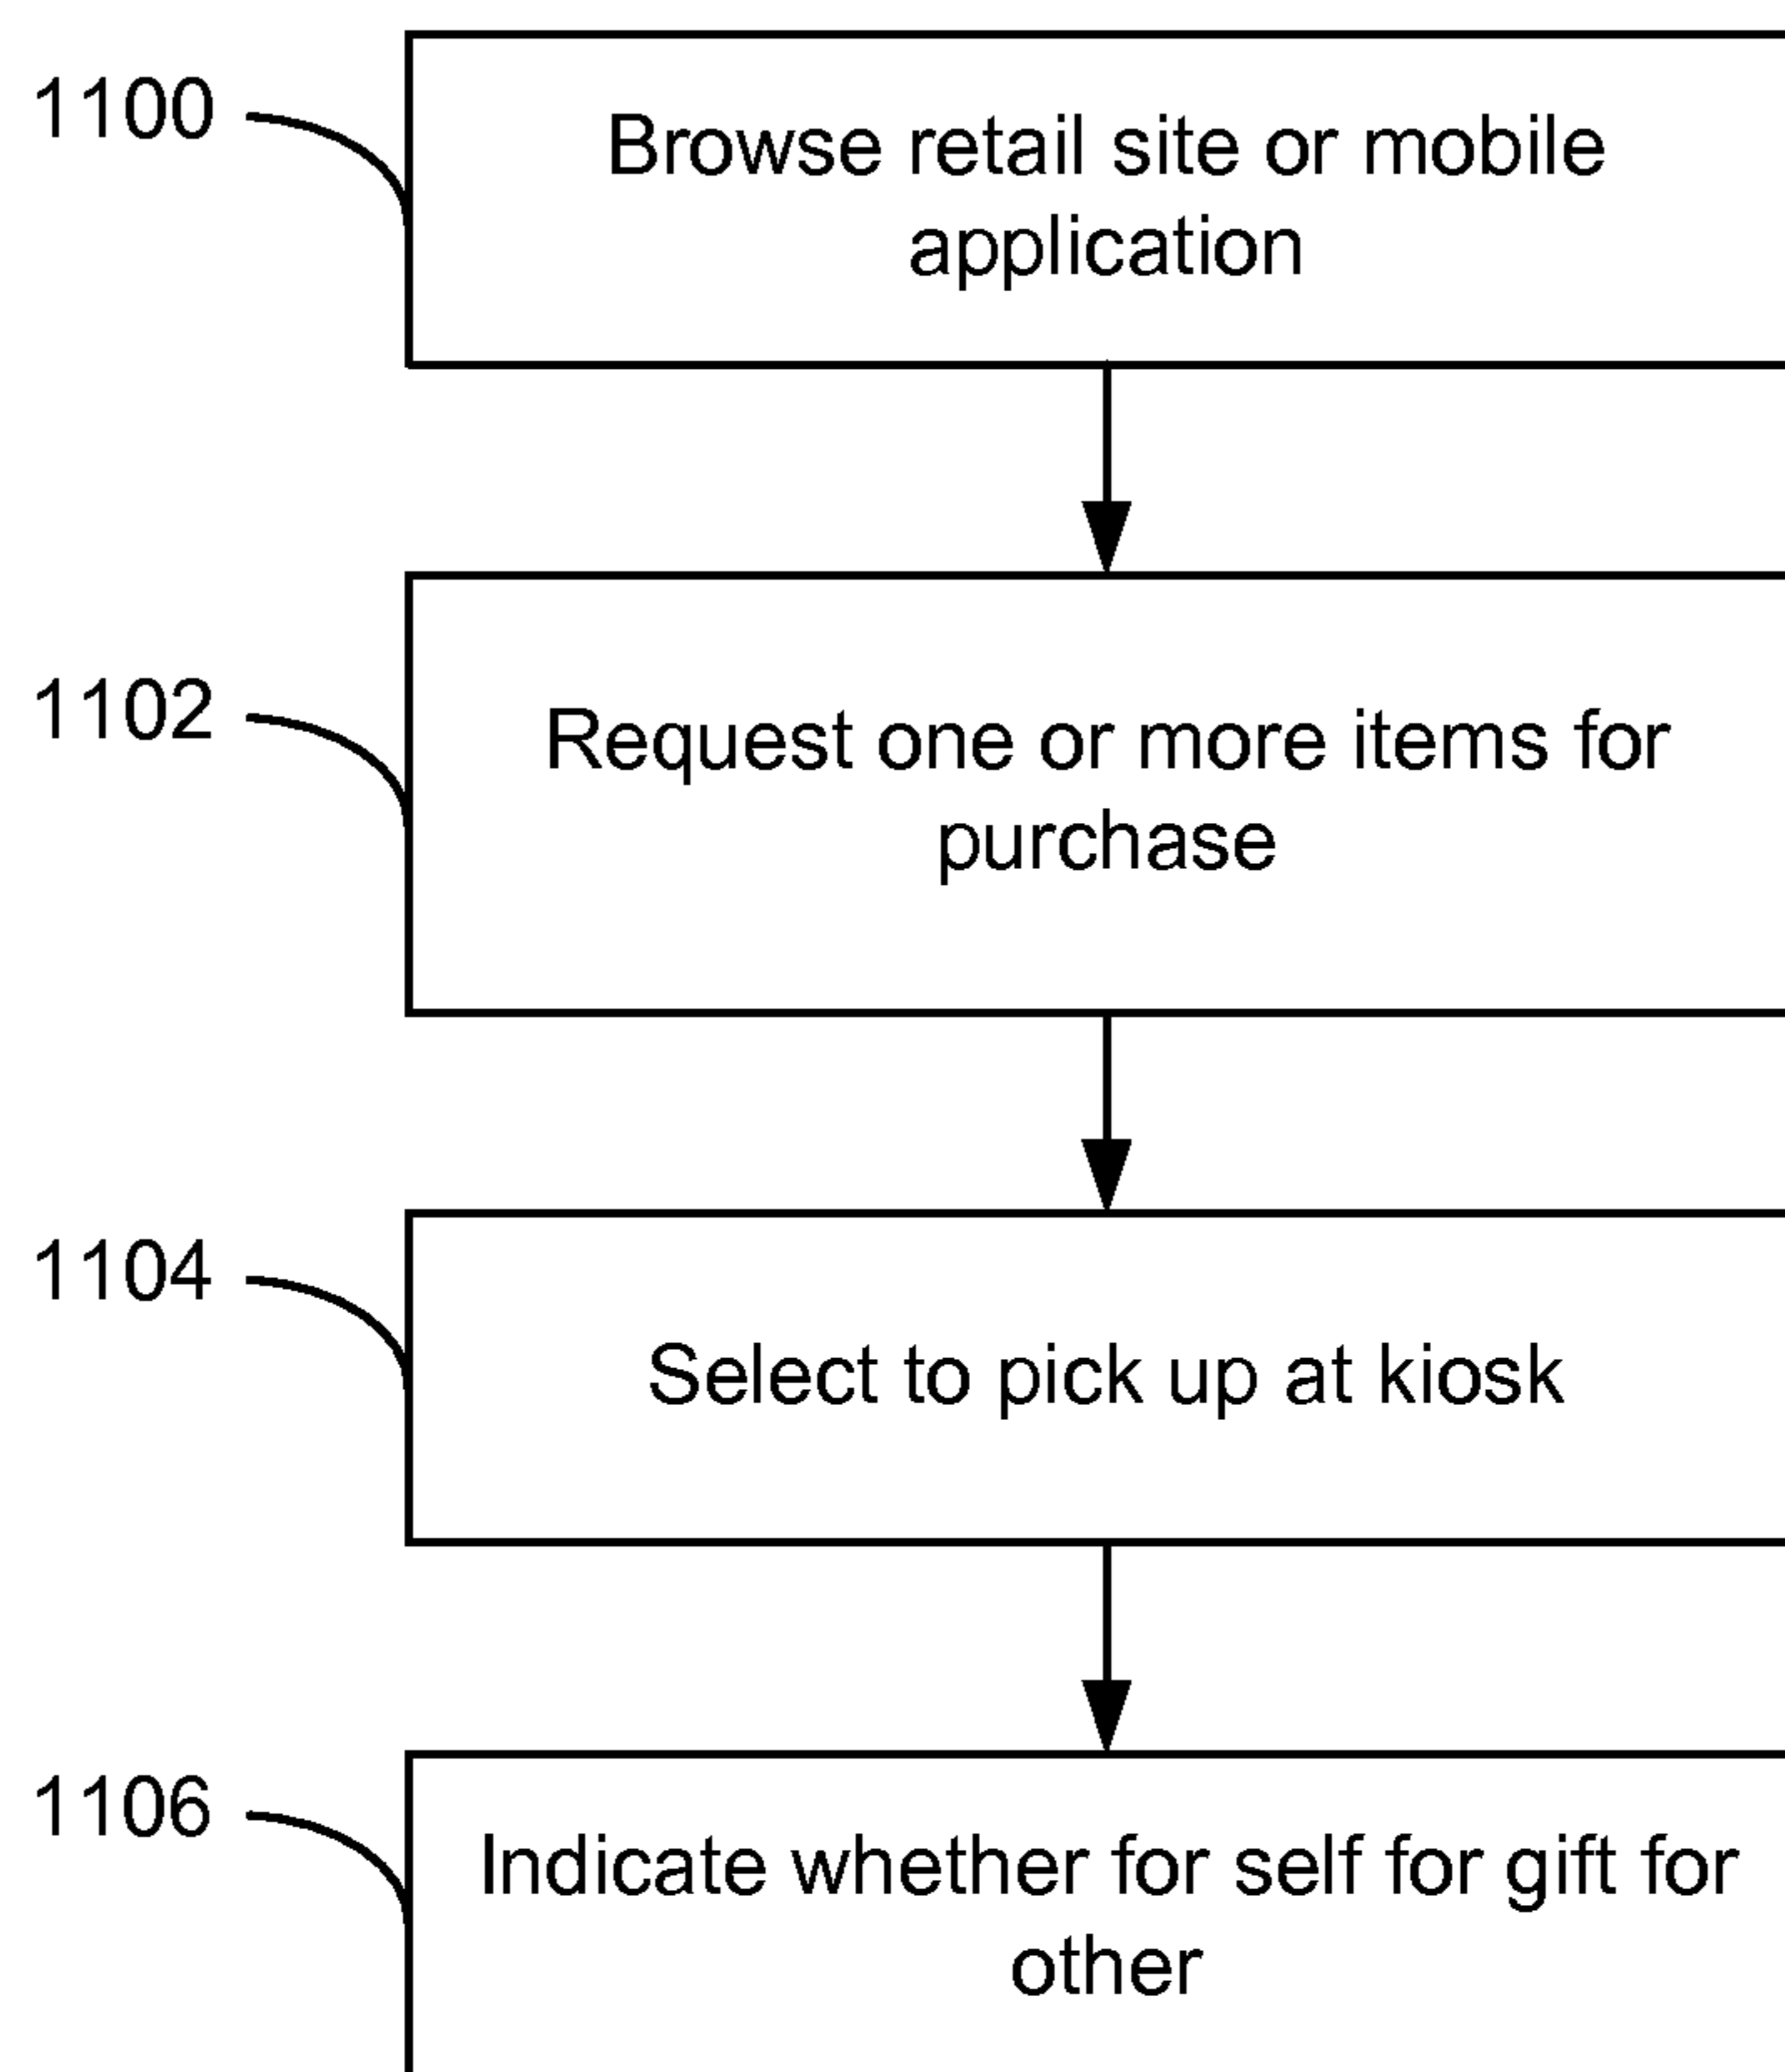 1100
Browse retail site or mobile
application
1102
Request one or more items for
purchase
1104
Select to pick up at kiosk
1106
Indicate whether for self for gift for
other